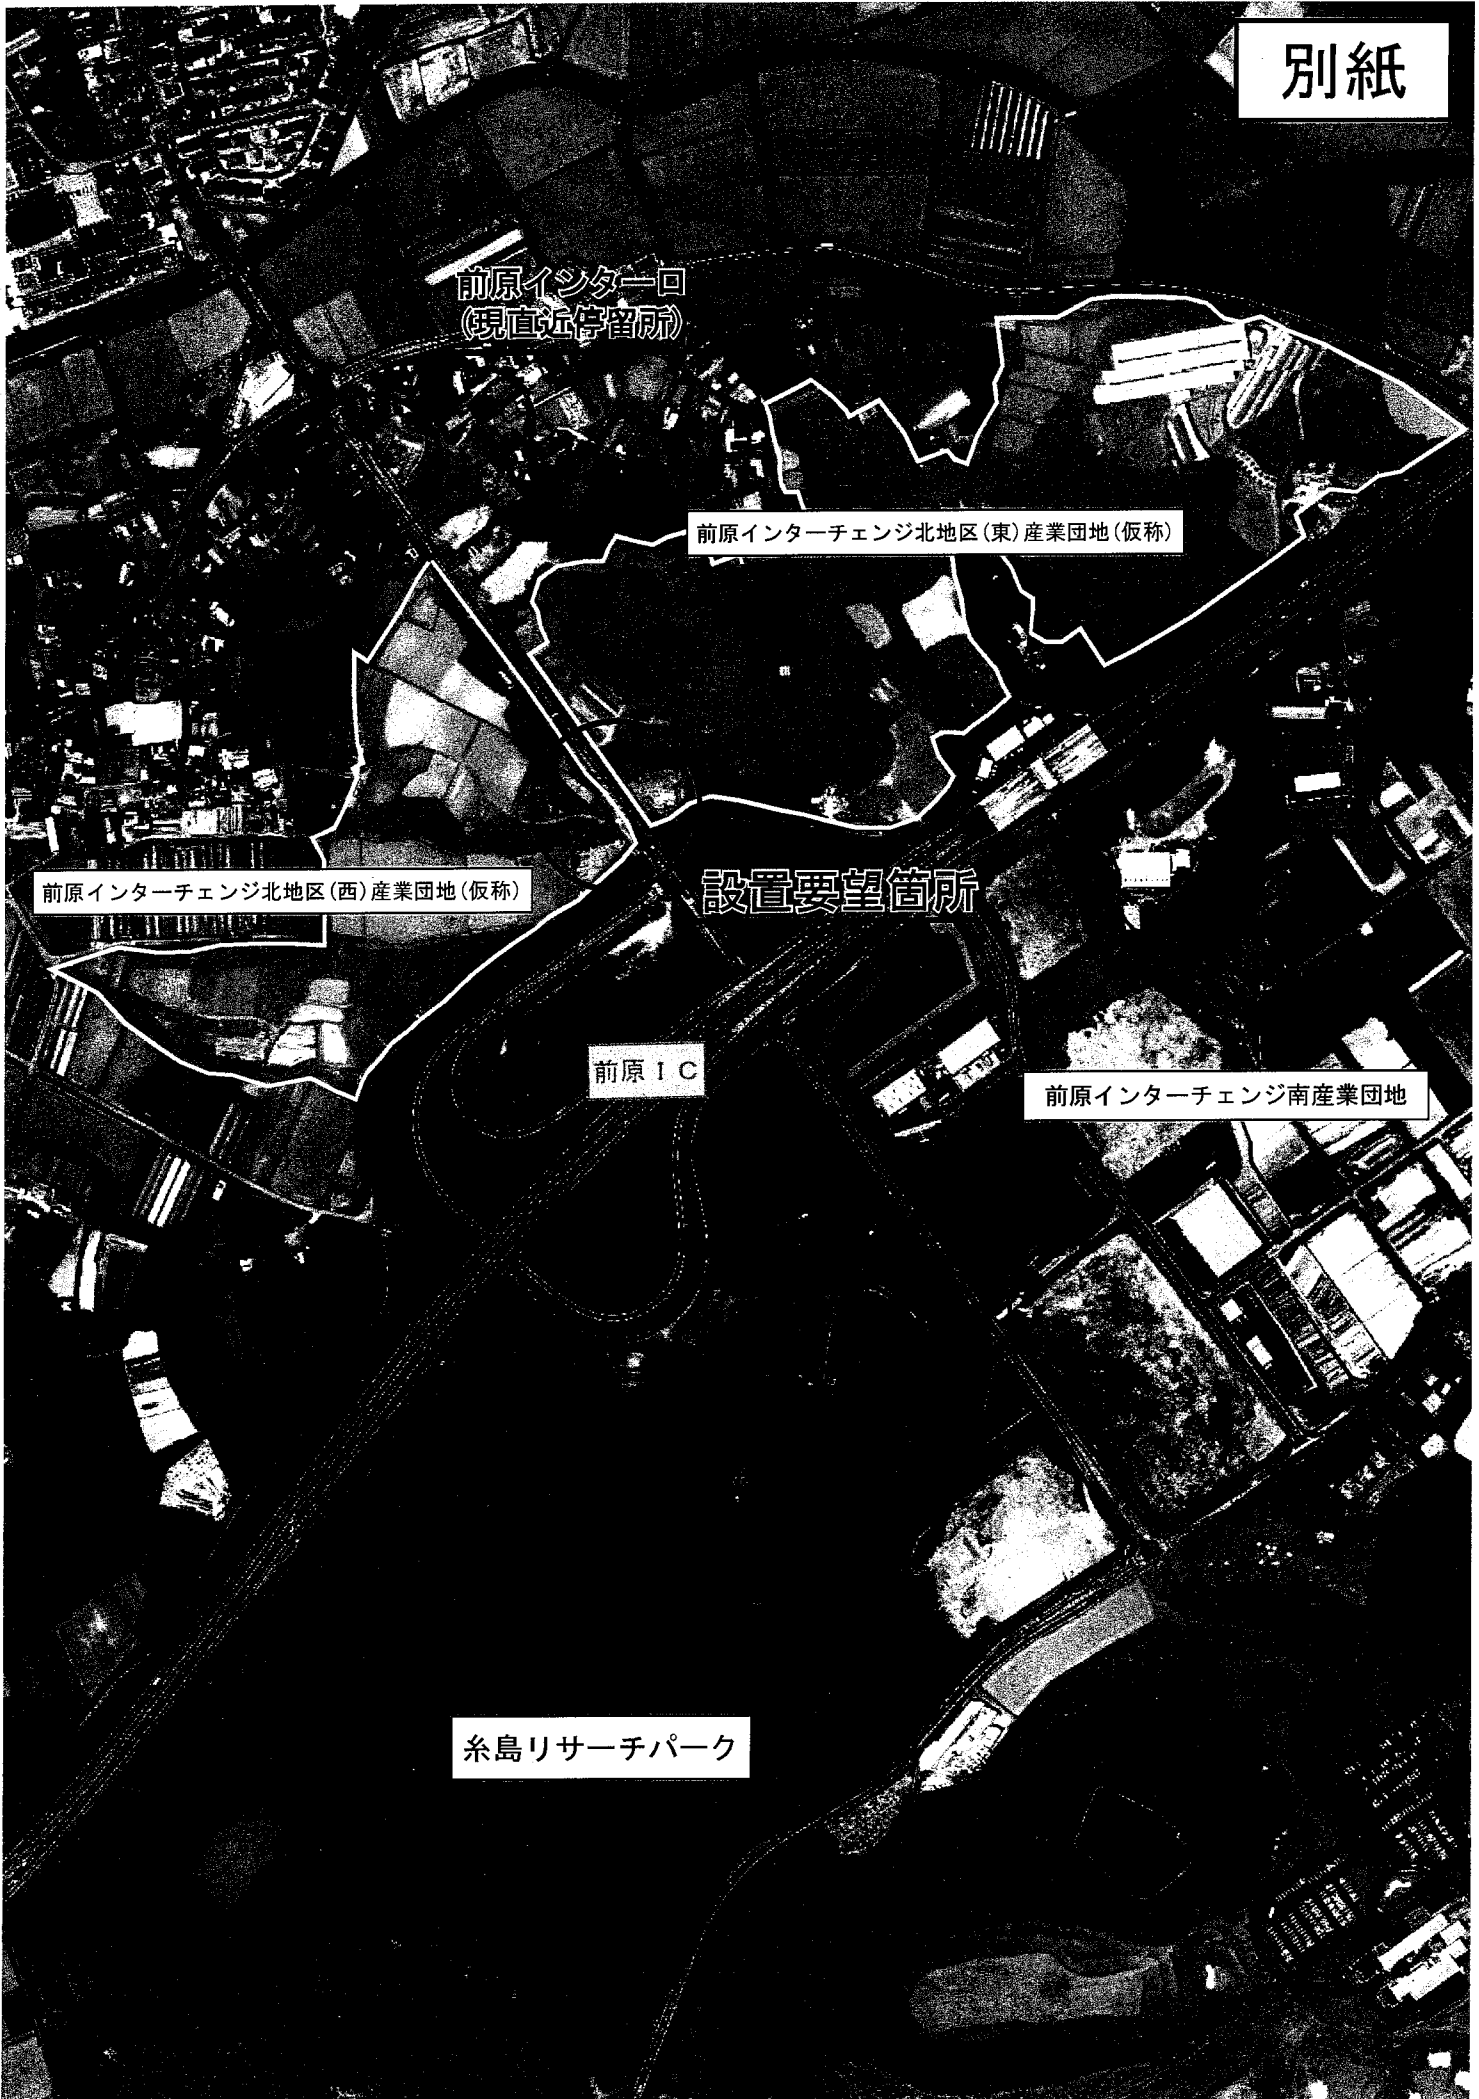 別紙
前原インター口
(現直近停留所)
前原インターチェンジ北地区(東)産業団地(仮称)
前原インターチェンジ北地区(西)産業団地(仮称)
設置要望箇所
前原IC
前原インターチェンジ南産業団地
糸島リサーチパーク